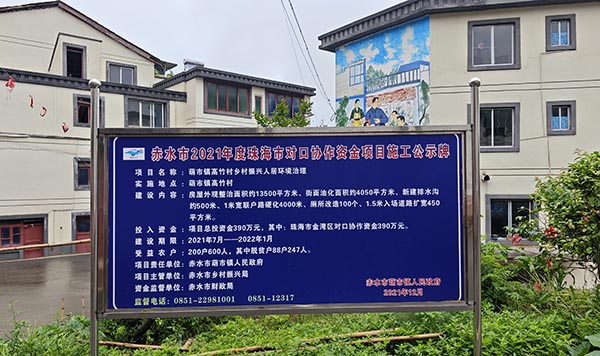 赤水市2021年度珠海市对口协作资金项目施工公示牌
项目名称：葫市镇高竹村乡村振兴人居环境治理
实施地点：葫市镇高竹村
建设内容：房屋外观整治面积约13500平方米、街面油化面积约4050平方米、新建排水沟
约500米、1米宽联户路硬化4000米、厕所改造100个、1.5米入场道路扩宽450
平方米。
投入资金：项目总投资390万元，其中：珠海市金湾区对口协作资金390万元。
建设期限：2021年7月——2022年1月
受益农户：200户600人，其中脱贫户88户247人。
项目责任单位：赤水市葫市镇人民政府
项目主管单位：赤水市乡村振兴局
资金监督单位：赤水市财政局
监督电话：0851-22981001 0851-12317
赤水市葫市镇人民政府
2021年12月